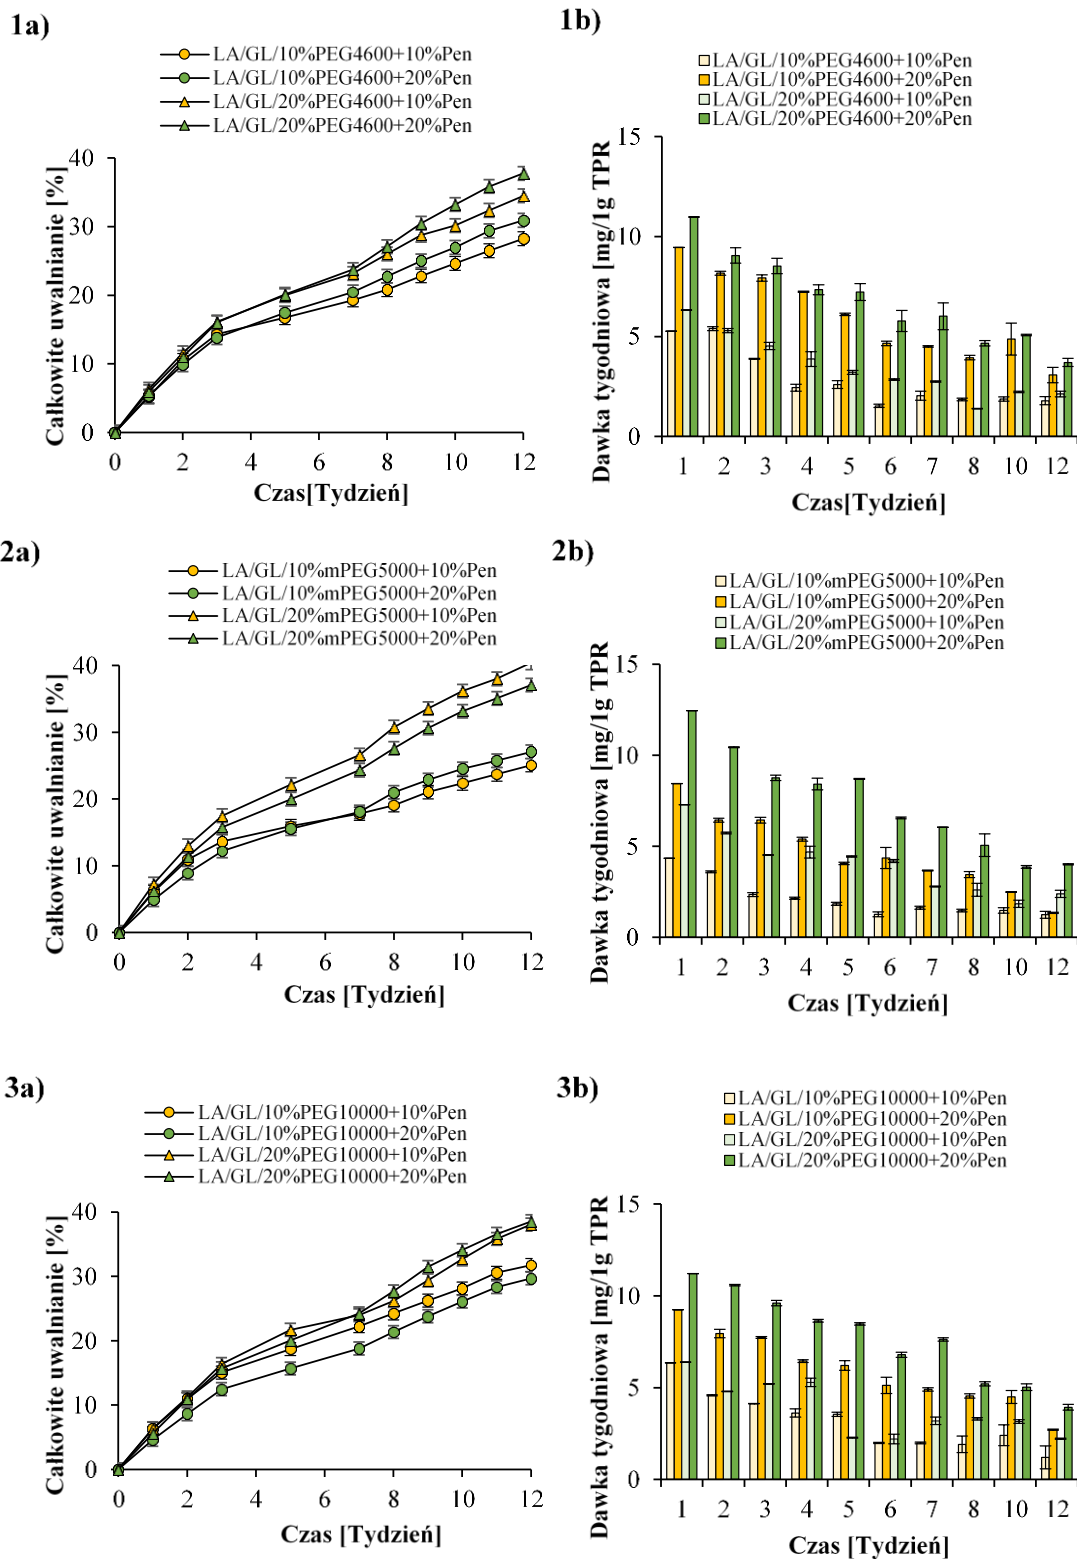 1a)
LA/GL/10%PEG4600+10%Pen
LA/GL/10%PEG4600+20%Pen
LA/GL/20%PEG4600+10%Pen
LA/GL/20%PEG4600+20%Pen
Całkowite uwalnianie [%]
40
30
20
10
0
0 2 4 6 8 10 12
Czas[Tydzień]
1b)
LA/GL/10%PEG4600+10%Pen
LA/GL/10%PEG4600+20%Pen
LA/GL/20%PEG4600+10%Pen
LA/GL/20%PEG4600+20%Pen
Dawka tygodniowa [mg/1g TPR]
15
10
5
0
1 2 3 4 5 6 7 8 10 12
Czas[Tydzień]
2a)
LA/GL/10%mPEG5000+10%Pen
LA/GL/10%mPEG5000+20%Pen
LA/GL/20%mPEG5000+10%Pen
LA/GL/20%mPEG5000+20%Pen
Całkowite uwalnianie [%]
40
30
20
10
0
0 2 4 6 8 10 12
Czas [Tydzień]
2b)
LA/GL/10%mPEG5000+10%Pen
LA/GL/10%mPEG5000+20%Pen
LA/GL/20%mPEG5000+10%Pen
LA/GL/20%mPEG5000+20%Pen
Dawka tygodniowa [mg/1g TPR]
15
10
5
0
1 2 3 4 5 6 7 8 10 12
Czas [Tydzień]
3a)
LA/GL/10%PEG10000+10%Pen
LA/GL/10%PEG10000+20%Pen
LA/GL/20%PEG10000+10%Pen
LA/GL/20%PEG10000+20%Pen
Całkowite uwalnianie [%]
40
30
20
10
0
0 2 4 6 8 10 12
Czas [Tydzień]
3b)
LA/GL/10%PEG10000+10%Pen
LA/GL/10%PEG10000+20%Pen
LA/GL/20%PEG10000+10%Pen
LA/GL/20%PEG10000+20%Pen
Dawka tygodniowa [mg/1g TPR]
15
10
5
0
1 2 3 4 5 6 7 8 10 12
Czas [Tydzień]